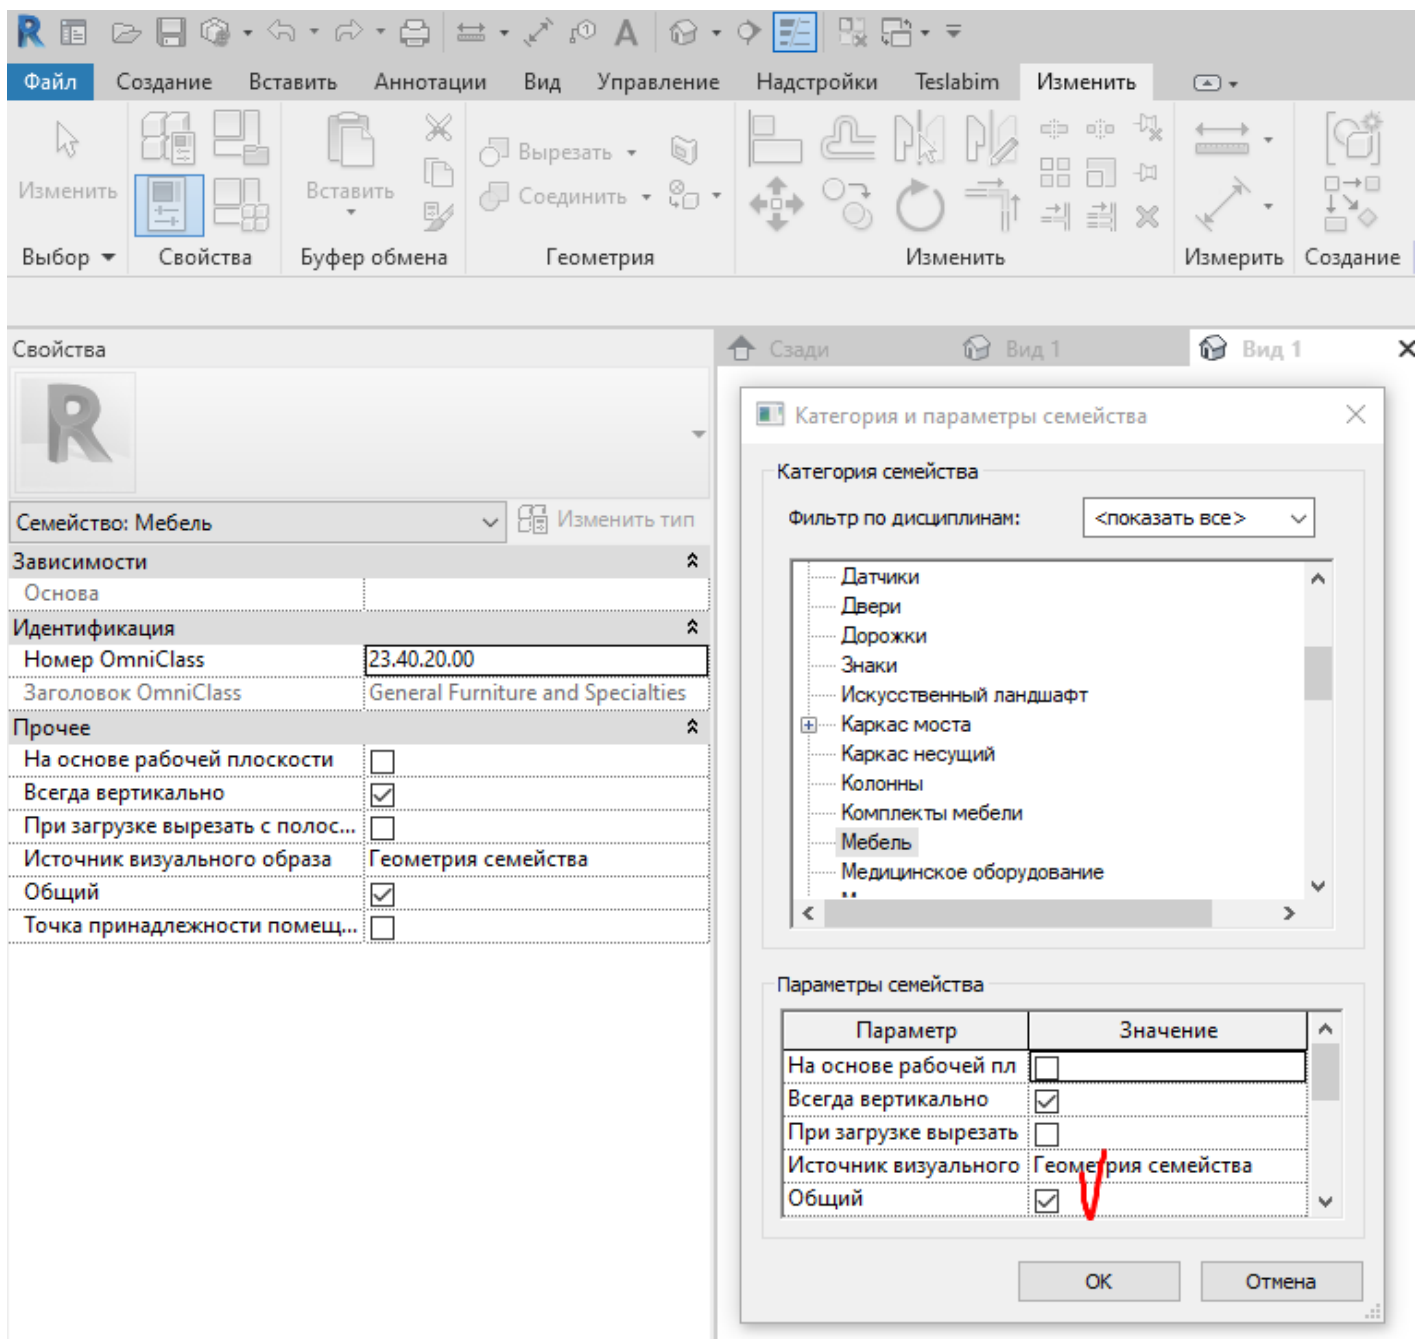 Файл Создание Вставить Аннотации Вид Управление Надстройки Teslabim Изменить
Изменить
Вставить
Вырезать
Соединить
Выбор Свойства Буфер обмена Геометрия Изменить Измерить Создание
Свойства
Сзади Вид 1 Вид 1
Семейство: Мебель Изменить тип
Зависимости
Основа
Идентификация
Номер OmniClass 23.40.20.00
Заголовок OmniClass General Furniture and Specialties
Прочее
На основе рабочей плоскости
Всегда вертикально
При загрузке вырезать с полос...
Источник визуального образа Геометрия семейства
Общий
Точка принадлежности помещ...
Категория и параметры семейства
Категория семейства
Фильтр по дисциплинам: <показать все>
Датчики
Двери
Дорожки
Знаки
Искусственный ландшафт
Каркас моста
Каркас несущий
Колонны
Комплекты мебели
Мебель
Медицинское оборудование
Параметры семейства
Параметр Значение
На основе рабочей пл
Всегда вертикально
При загрузке вырезать
Источник визуального Геометрия семейства
Общий
OK Отмена